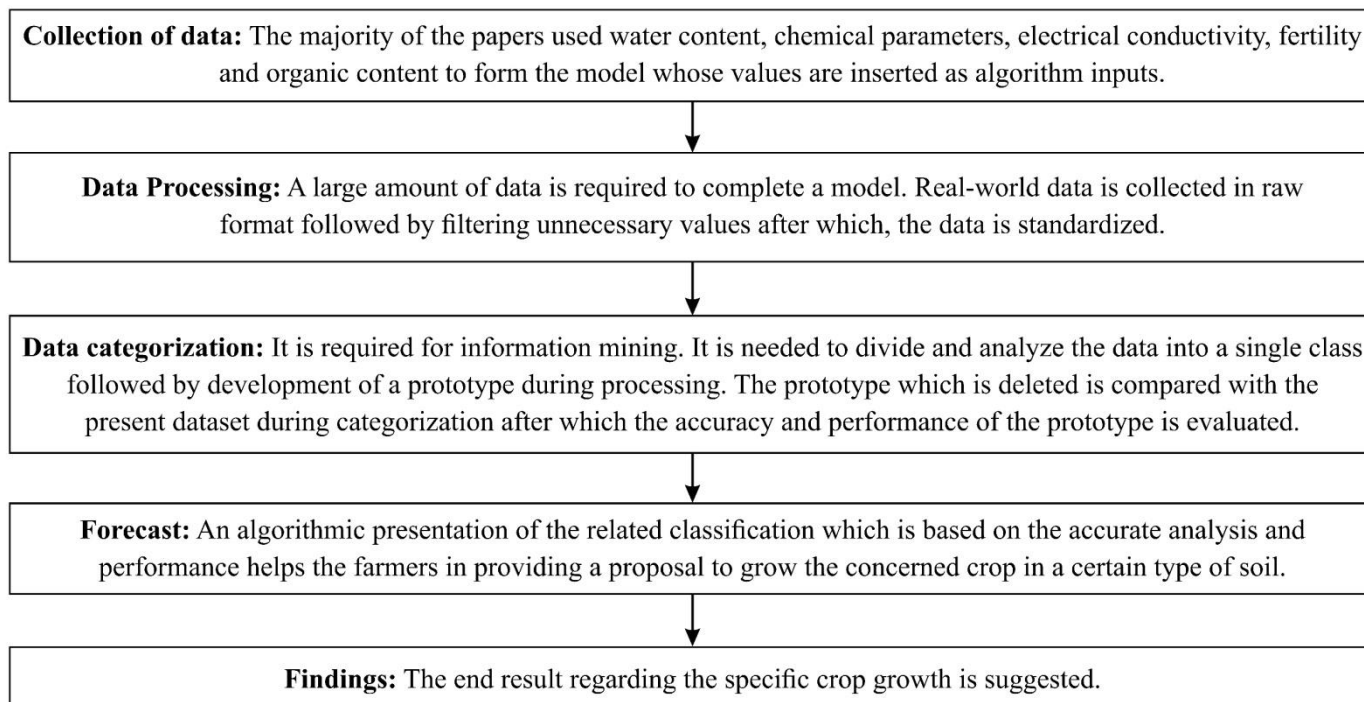 Collection of data: The majority of the papers used water content, chemical parameters, electrical conductivity, fertility
and organic content to form the model whose values are inserted as algorithm inputs.
Data Processing: A large amount of data is required to complete a model. Real-world data is collected in raw
format followed by filtering unnecessary values after which, the data is standardized.
Data categorization: It is required for information mining. It is needed to divide and analyze the data into a single class
followed by development of a prototype during processing. The prototype which is deleted is compared with the
present dataset during categorization after which the accuracy and performance of the prototype is evaluated.
Forecast: An algorithmic presentation of the related classification which is based on the accurate analysis and
performance helps the farmers in providing a proposal to grow the concerned crop in a certain type of soil.
Findings: The end result regarding the specific crop growth is suggested.